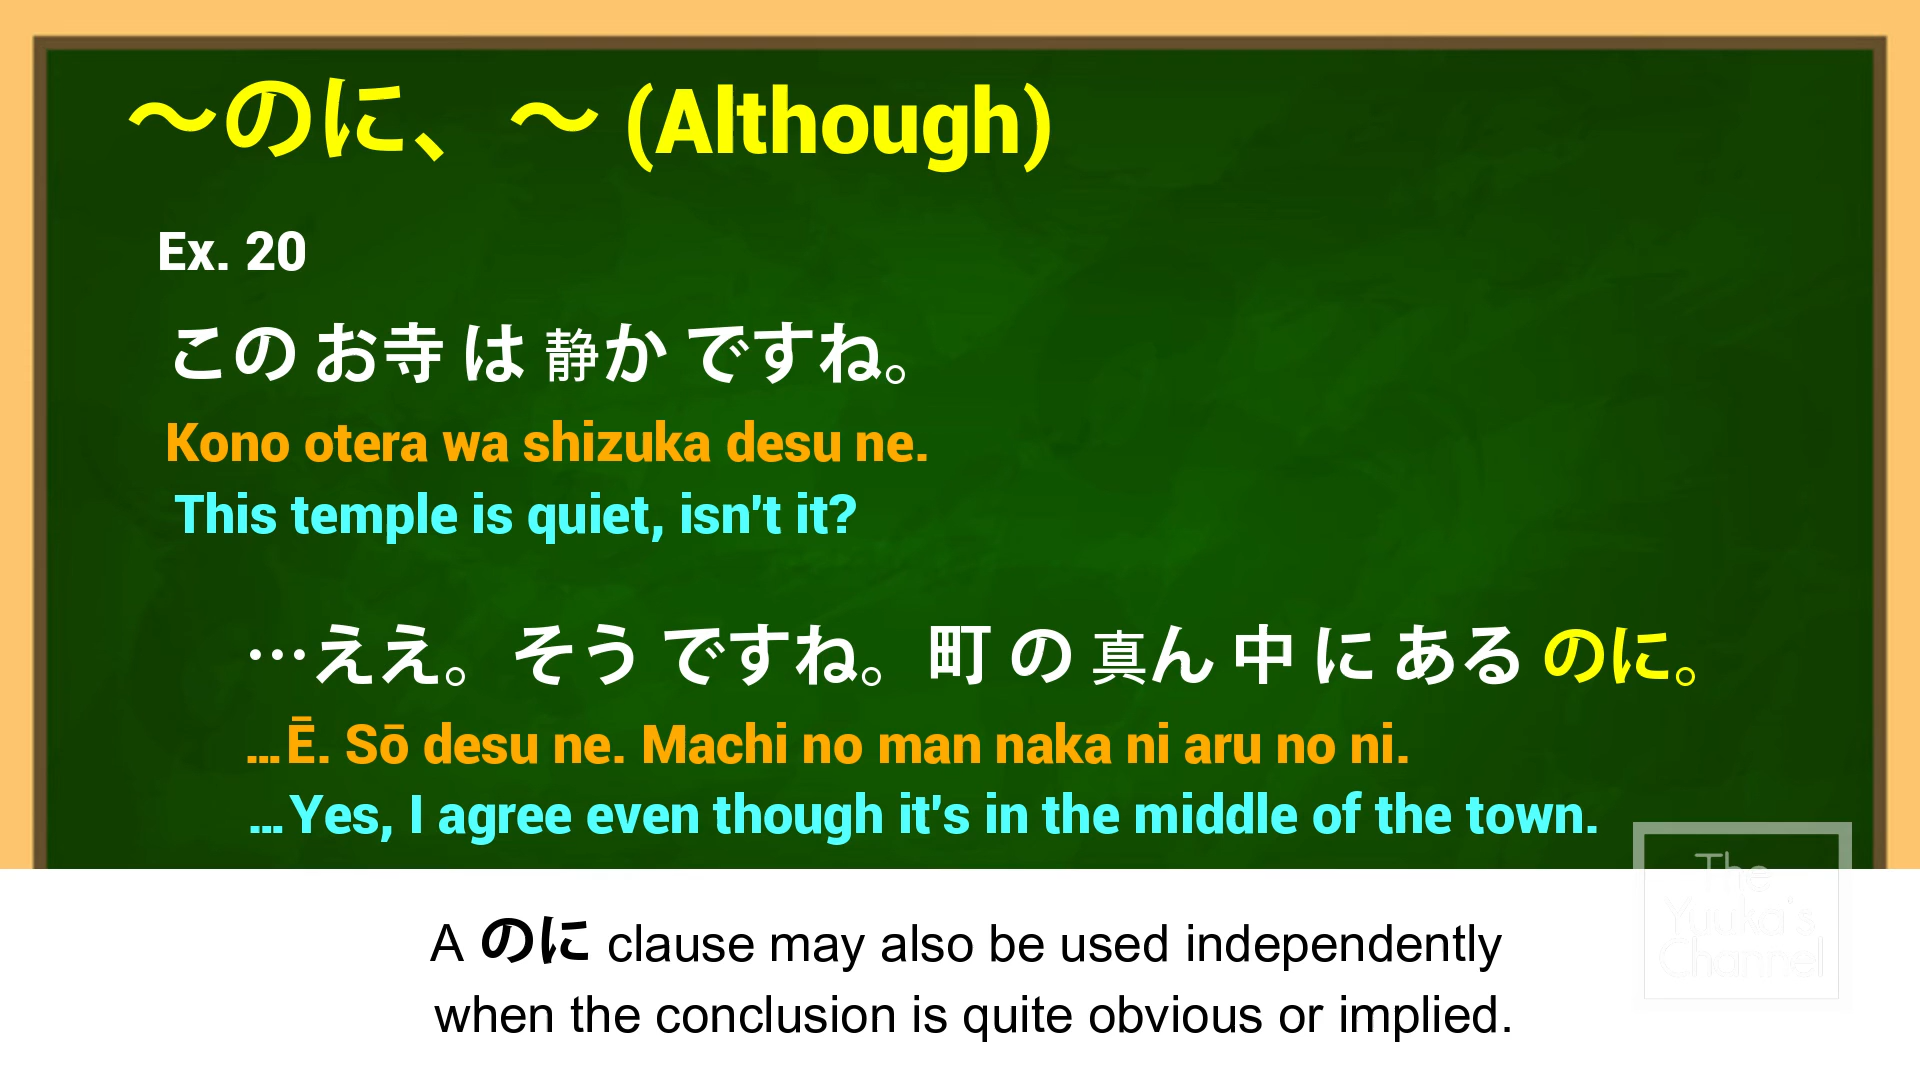 ～のに、～ (Although)
Ex. 20
この お寺 は 静か ですね。
Kono otera wa shizuka desu ne.
This temple is quiet, isn't it?
…ええ。そう ですね。町 の 真ん 中 に ある のに。
...Ē. Sō desu ne. Machi no man naka ni aru no ni.
...Yes, I agree even though it's in the middle of the town.
The
Yuuka's
Channel
A のに clause may also be used independently
when the conclusion is quite obvious or implied.